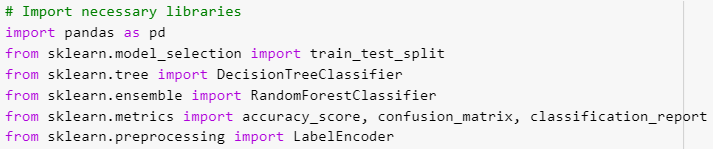 # Import necessary libraries
import pandas as pd
from sklearn.model_selection import train_test_split
from sklearn.tree import DecisionTreeClassifier
from sklearn.ensemble import RandomForestClassifier
from sklearn.metrics import accuracy_score, confusion_matrix, classification_report
from sklearn.preprocessing import LabelEncoder